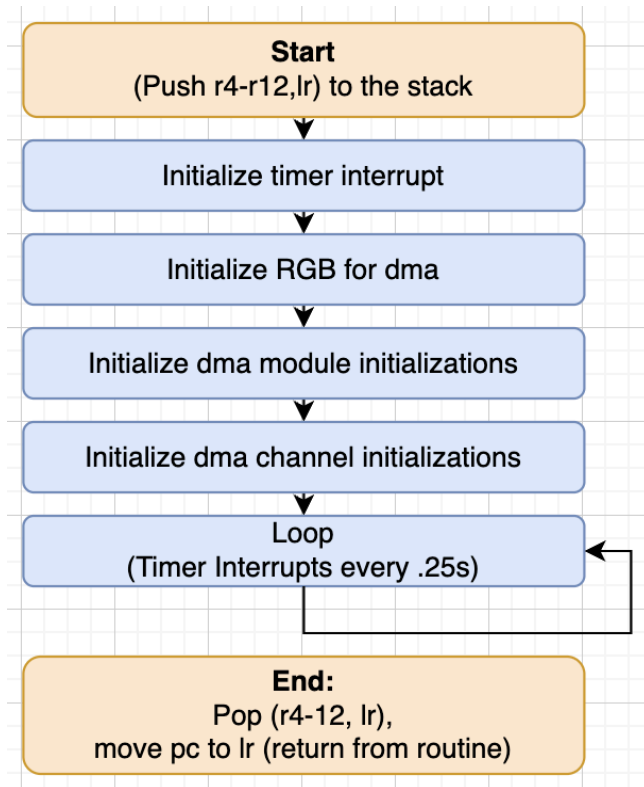 Start
(Push r4-r12,lr) to the stack
Initialize timer interrupt
Initialize RGB for dma
Initialize dma module initializations
Initialize dma channel initializations
Loop
(Timer Interrupts every .25s)
End:
Pop (r4-12, lr),
move pc to lr (return from routine)